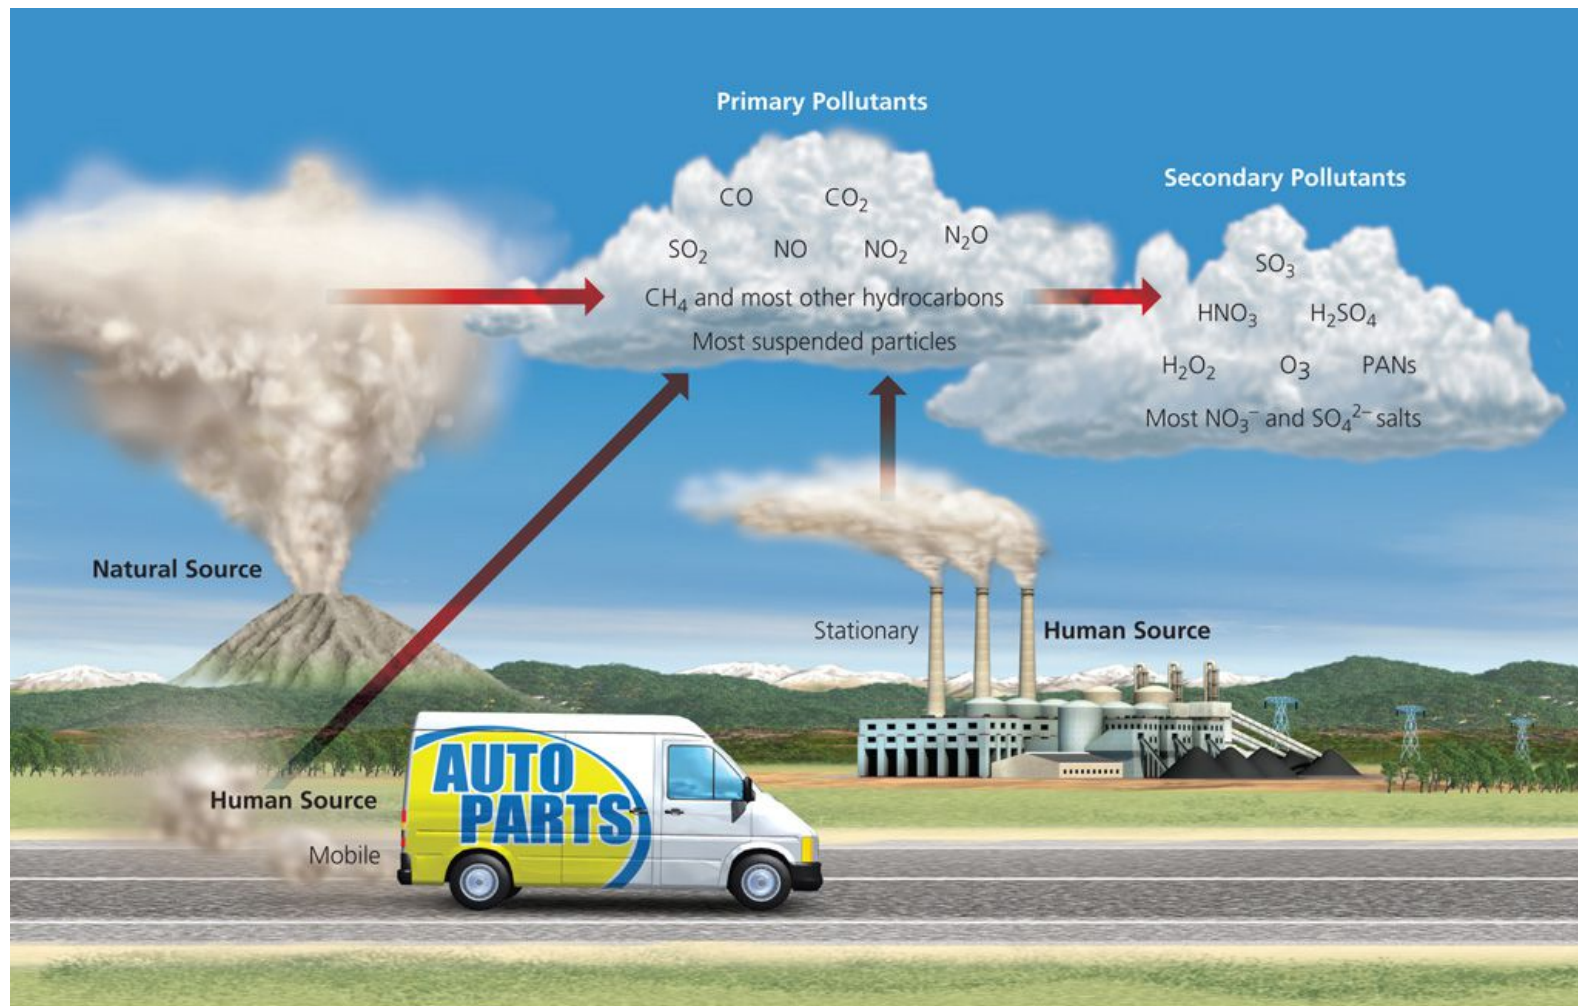 Primary Pollutants
CO CO₂
SO₂ NO NO₂ N₂O
CH₄ and most other hydrocarbons
Most suspended particles
Secondary Pollutants
SO₃
HNO₃ H₂SO₄
H₂O₂ O₃ PANs
Most NO₃⁻ and SO₄²⁻ salts
Natural Source
Stationary
Human Source
Human Source
Mobile
AUTO
PARTS